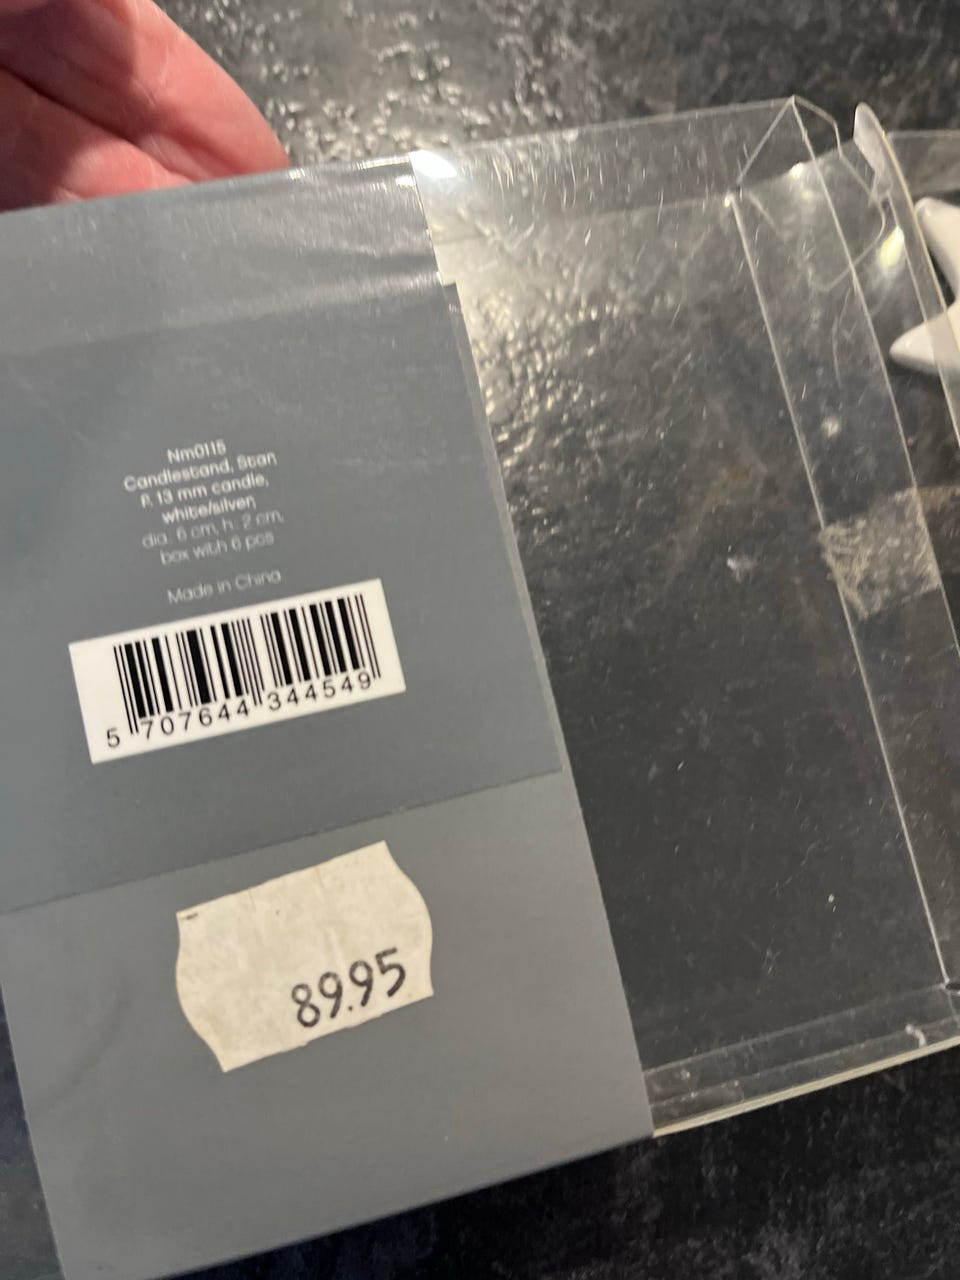 Nm0115
Candlestand, Stan
f. 13 mm candle,
white/silver,
dia. 6 cm, h. 2 cm,
box with 6 pcs
Made in China
5 707644 344549
89.95